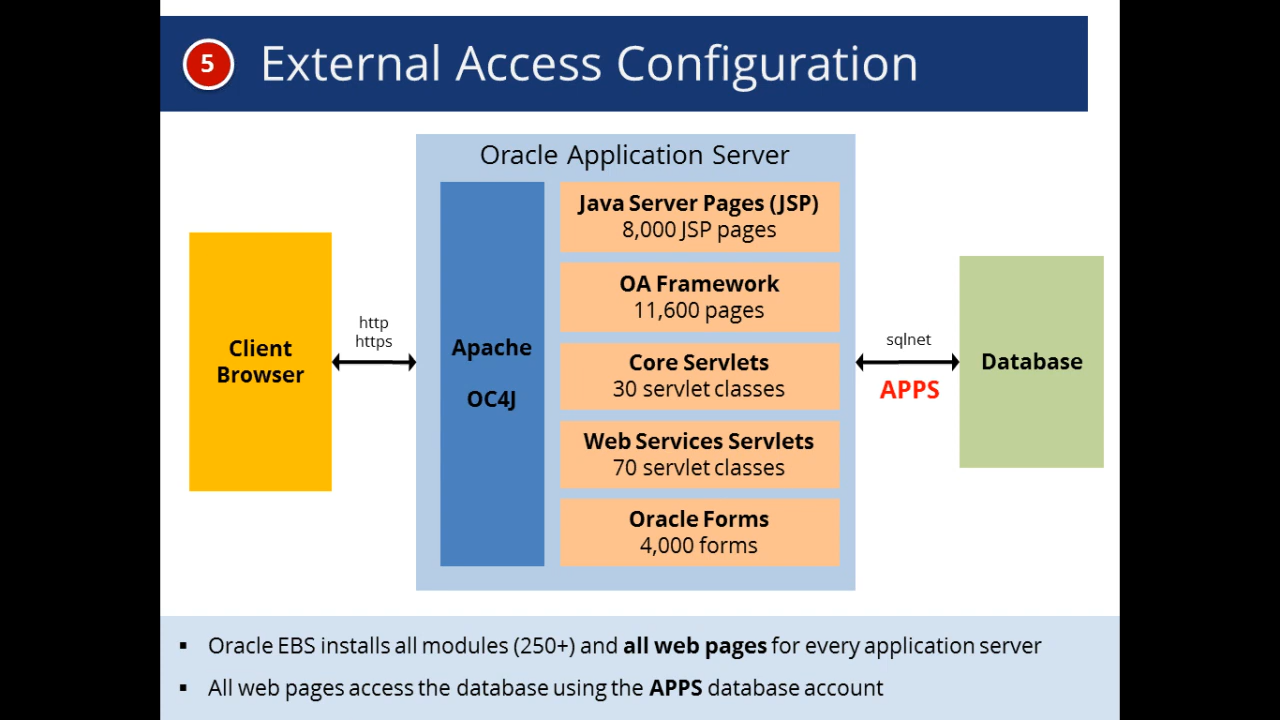 5 External Access Configuration
Oracle Application Server
Java Server Pages (JSP)
8,000 JSP pages
OA Framework
11,600 pages
Core Servlets
30 servlet classes
Web Services Servlets
70 servlet classes
Oracle Forms
4,000 forms
Client
Browser
http
https
Apache
OC4J
sqlnet
APPS
Database
▪ Oracle EBS installs all modules (250+) and all web pages for every application server
▪ All web pages access the database using the APPS database account